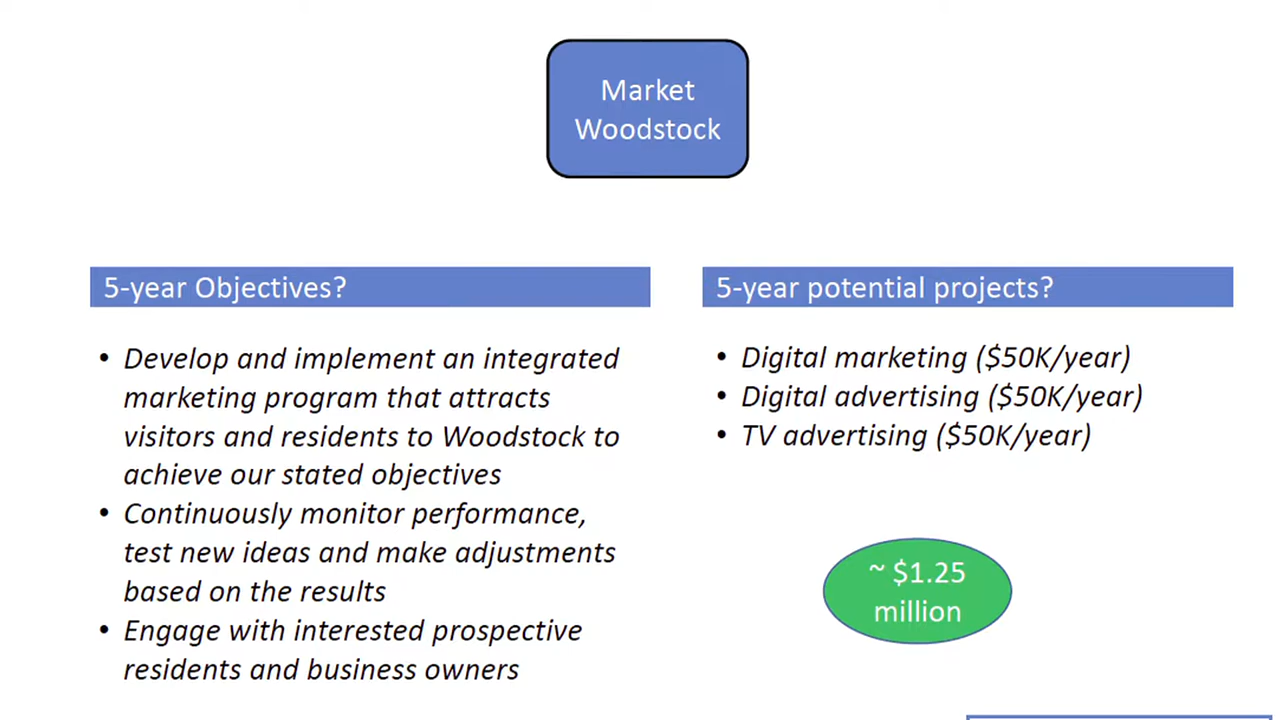 Market
Woodstock
5-year Objectives?
• Develop and implement an integrated
marketing program that attracts
visitors and residents to Woodstock to
achieve our stated objectives
• Continuously monitor performance,
test new ideas and make adjustments
based on the results
• Engage with interested prospective
residents and business owners
5-year potential projects?
• Digital marketing ($50K/year)
• Digital advertising ($50K/year)
• TV advertising ($50K/year)
~ $1.25
million